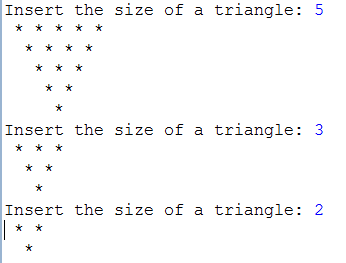 Insert the size of a triangle: 5
 * * * * *
  * * * *
   * * *
    * *
     *
Insert the size of a triangle: 3
 * * *
  * *
   *
Insert the size of a triangle: 2
 * *
  *